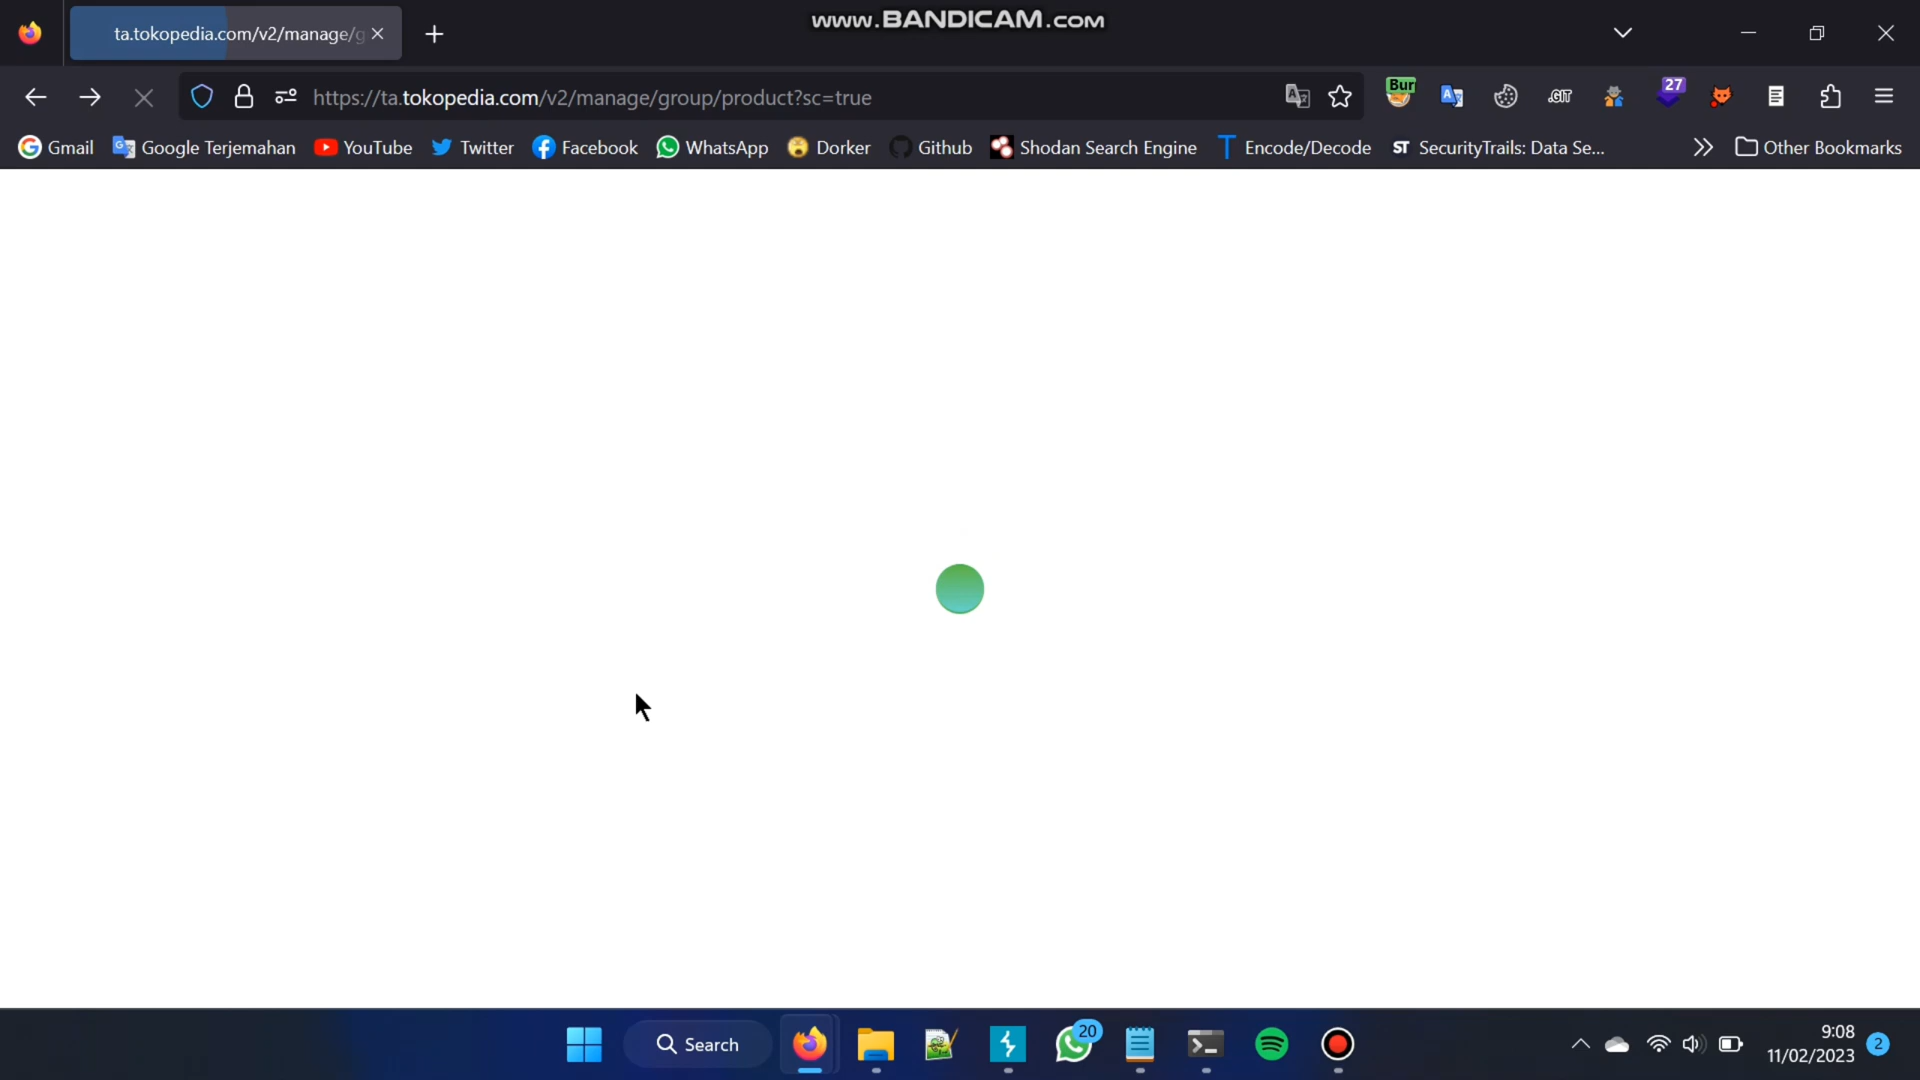 www.BANDICAM.com
ta.tokopedia.com/v2/manage/g
https://ta.tokopedia.com/v2/manage/group/product?sc=true
Bur
.GIT
27
Gmail
Google Terjemahan
YouTube
Twitter
Facebook
WhatsApp
Dorker
Github
Shodan Search Engine
T
Encode/Decode
ST
SecurityTrails: Data Se...
Other Bookmarks
Search
20
9:08
11/02/2023
2